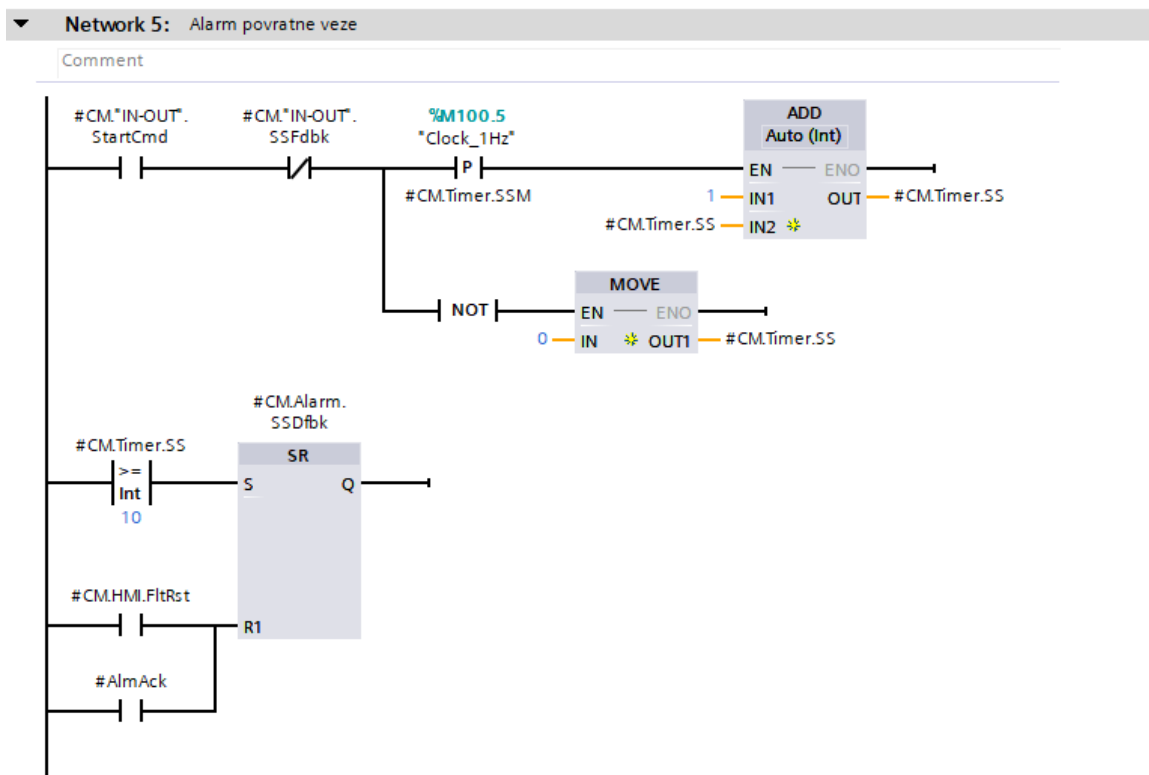 Network 5: Alarm povratne veze
Comment
#CM."IN-OUT".
StartCmd
#CM."IN-OUT".
SSFdbk
%M100.5
"Clock_1Hz"
P
#CM.Timer.SSM
ADD
Auto (Int)
EN ENO
1 IN1 OUT #CM.Timer.SS
#CM.Timer.SS IN2
NOT
MOVE
EN ENO
0 IN OUT1 #CM.Timer.SS
#CM.Alarm.
SSDfbk
#CM.Timer.SS
>=
Int
10
SR
S Q
#CM.HMI.FltRst
R1
#AlmAck